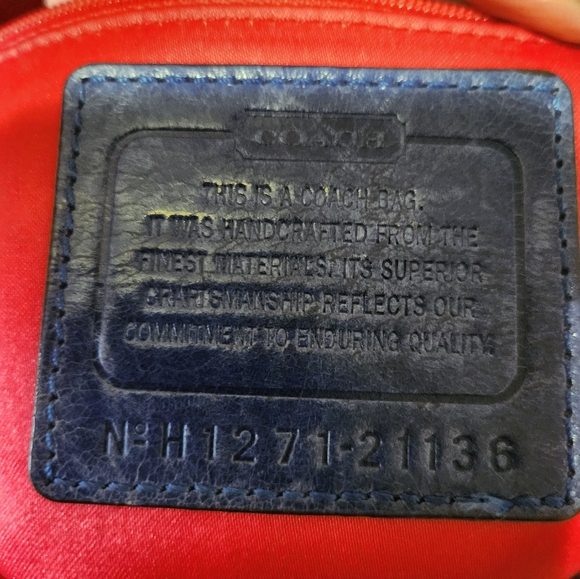 COACH
THIS IS A COACH BAG.
IT WAS HANDCRAFTED FROM THE
FINEST MATERIALS. ITS SUPERIOR
CRAFTSMANSHIP REFLECTS OUR
COMMITMENT TO ENDURING QUALITY.
Nº H1271-21136